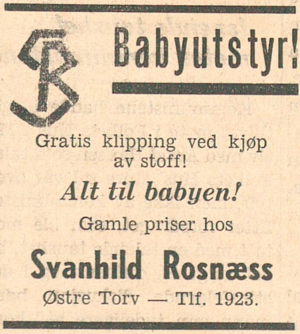 SR
Babyutstyr!
Gratis klipping ved kjøp
av stoff!
Alt til babyen!
Gamle priser hos
Svanhild Rosnæss
Østre Torv — Tlf. 1923.